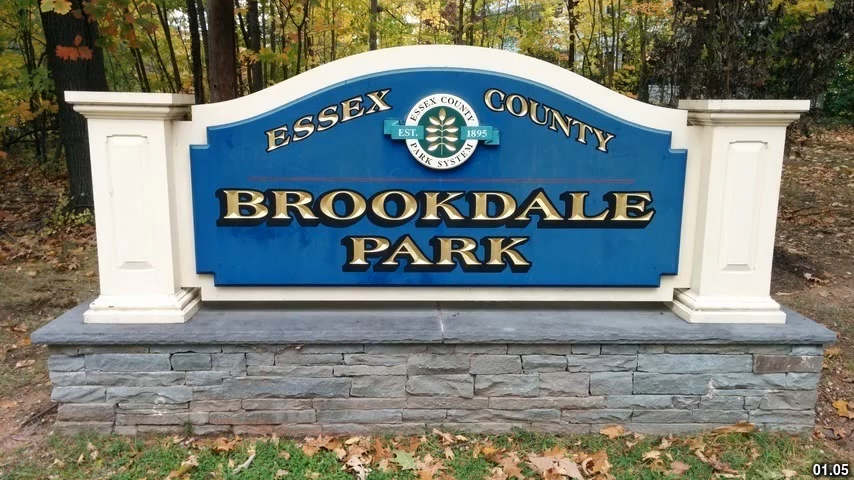 ESSEX COUNTY
ESSEX COUNTY
EST. 1895
PARK SYSTEM
BROOKDALE
PARK
01.05